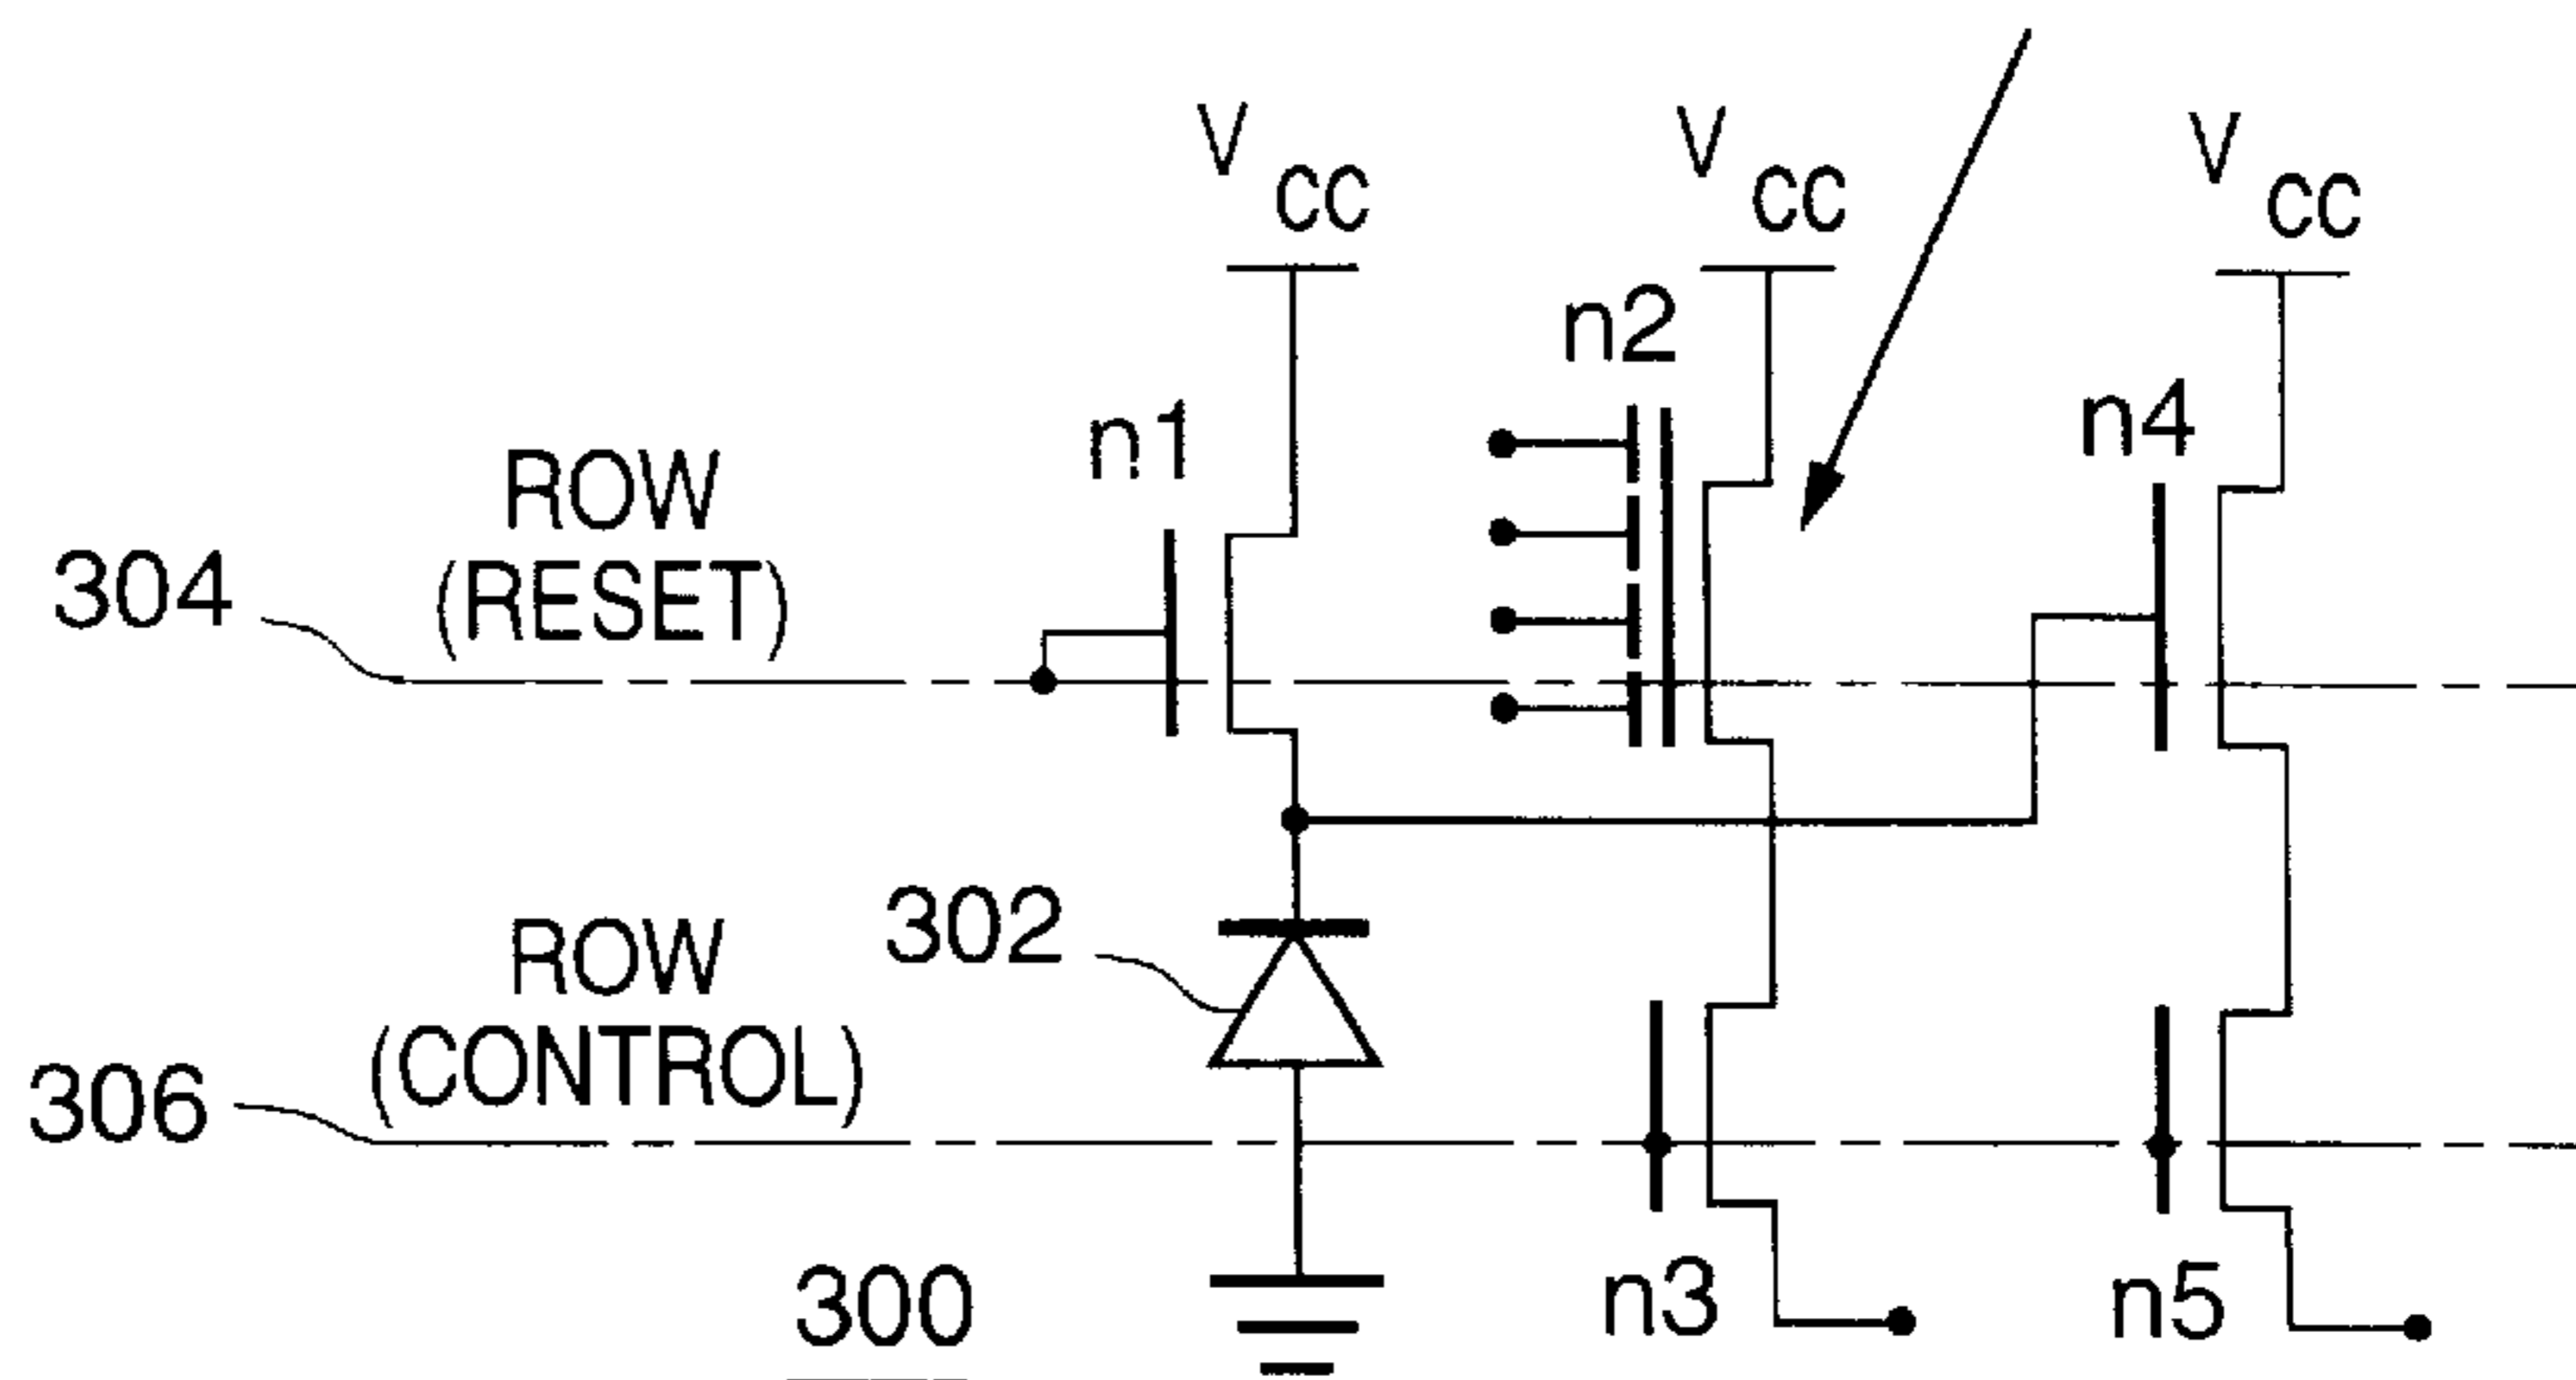 V CC
V CC
V CC
n2
n1
n4
ROW
(RESET)
304
302
ROW
(CONTROL)
306
300
n3
n5